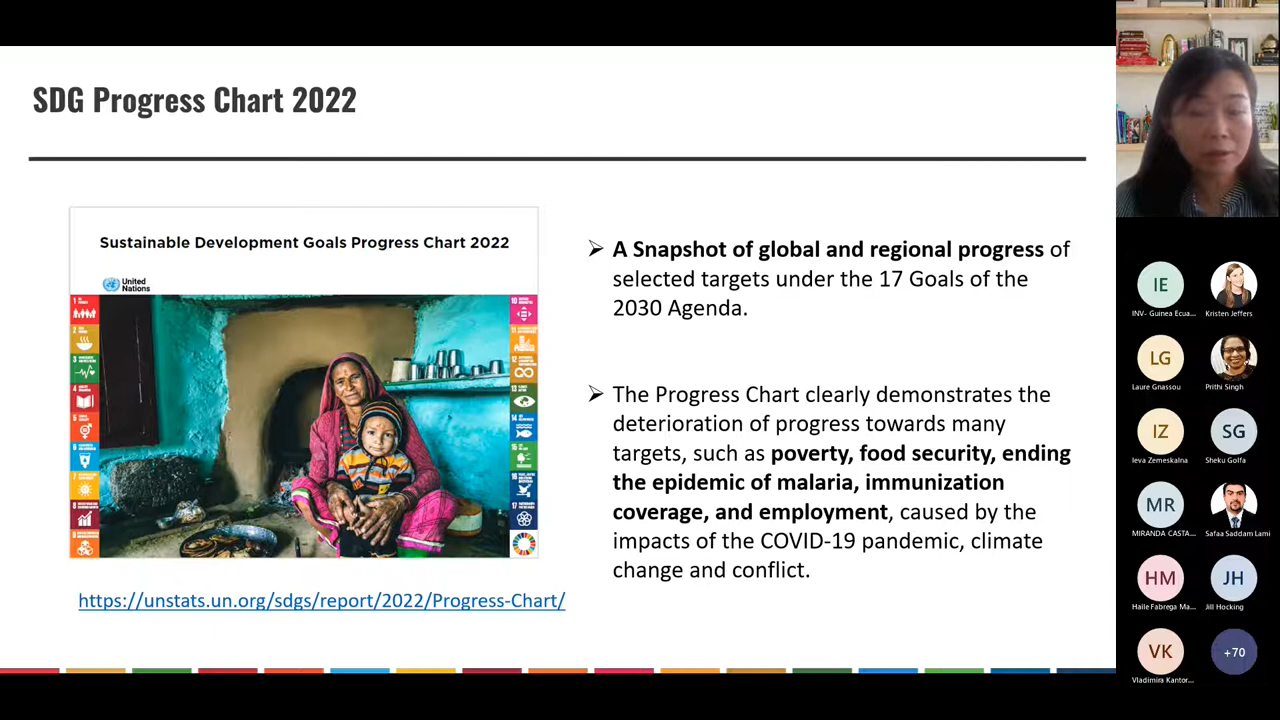 SDG Progress Chart 2022
Sustainable Development Goals Progress Chart 2022
United
Nations
https://unstats.un.org/sdgs/report/2022/Progress-Chart/
A Snapshot of global and regional progress of
selected targets under the 17 Goals of the
2030 Agenda.
The Progress Chart clearly demonstrates the
deterioration of progress towards many
targets, such as poverty, food security, ending
the epidemic of malaria, immunization
coverage, and employment, caused by the
impacts of the COVID-19 pandemic, climate
change and conflict.
IE
INV- Guinea Ecua...
Kristen Jeffers
LG
Laure Gnassou
Prithi Singh
IZ
Ieva Zemeskalna
SG
Sheku Golfa
MR
MIRANDA CASTA...
Safaa Saddam Lami
HM
Haile Fabrega Ma...
JH
Jill Hocking
VK
Vladimira Kantor...
+70